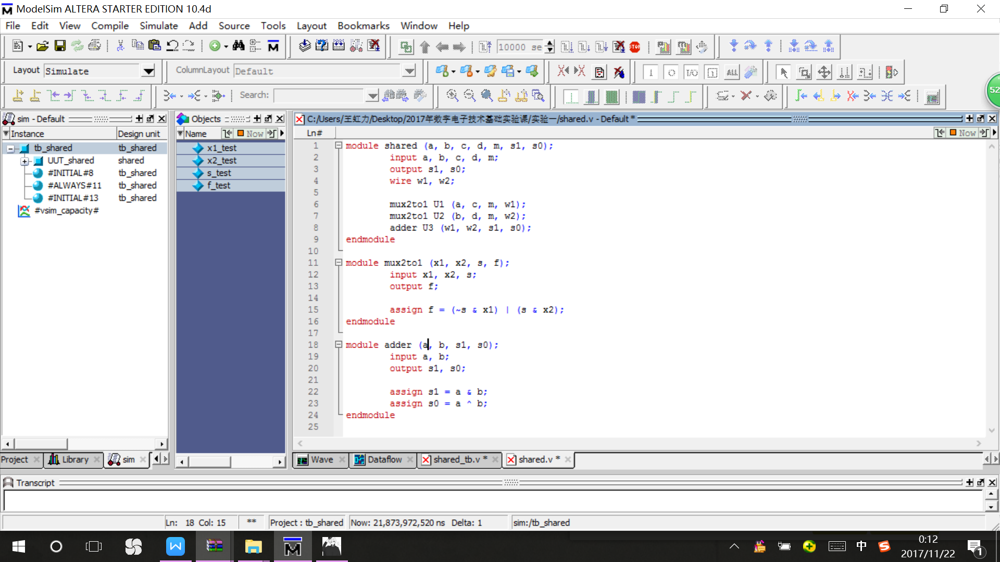 ModelSim ALTERA STARTER EDITION 10.4d
File Edit View Compile Simulate Add Source Tools Layout Bookmarks Window Help
10000 se
STOP
Layout Simulate
ColumnLayout Default
I/O
ALL
Search:
52
sim - Default
Instance Design unit
tb_shared tb_shared
UUT_shared shared
#INITIAL#8 tb_shared
#ALWAYS#11 tb_shared
#INITIAL#13 tb_shared
#vsim_capacity#
Objects
Name Now
x1_test
x2_test
s_test
f_test
C:/Users/王虹力/Desktop/2017年数字电子技术基础实验课/实验一/shared.v - Default *
Ln# Now
1 module shared (a, b, c, d, m, s1, s0);
2 input a, b, c, d, m;
3 output s1, s0;
4 wire w1, w2;
5
6 mux2to1 U1 (a, c, m, w1);
7 mux2to1 U2 (b, d, m, w2);
8 adder U3 (w1, w2, s1, s0);
9 endmodule
10
11 module mux2to1 (x1, x2, s, f);
12 input x1, x2, s;
13 output f;
14
15 assign f = (~s & x1) | (s & x2);
16 endmodule
17
18 module adder (a, b, s1, s0);
19 input a, b;
20 output s1, s0;
21
22 assign s1 = a & b;
23 assign s0 = a ^ b;
24 endmodule
25
Project Library sim
Wave Dataflow shared_tb.v * shared.v *
Transcript
Ln: 18 Col: 15 ** Project : tb_shared Now: 21,873,972,520 ns Delta: 1 sim:/tb_shared
中
0:12
2017/11/22
1